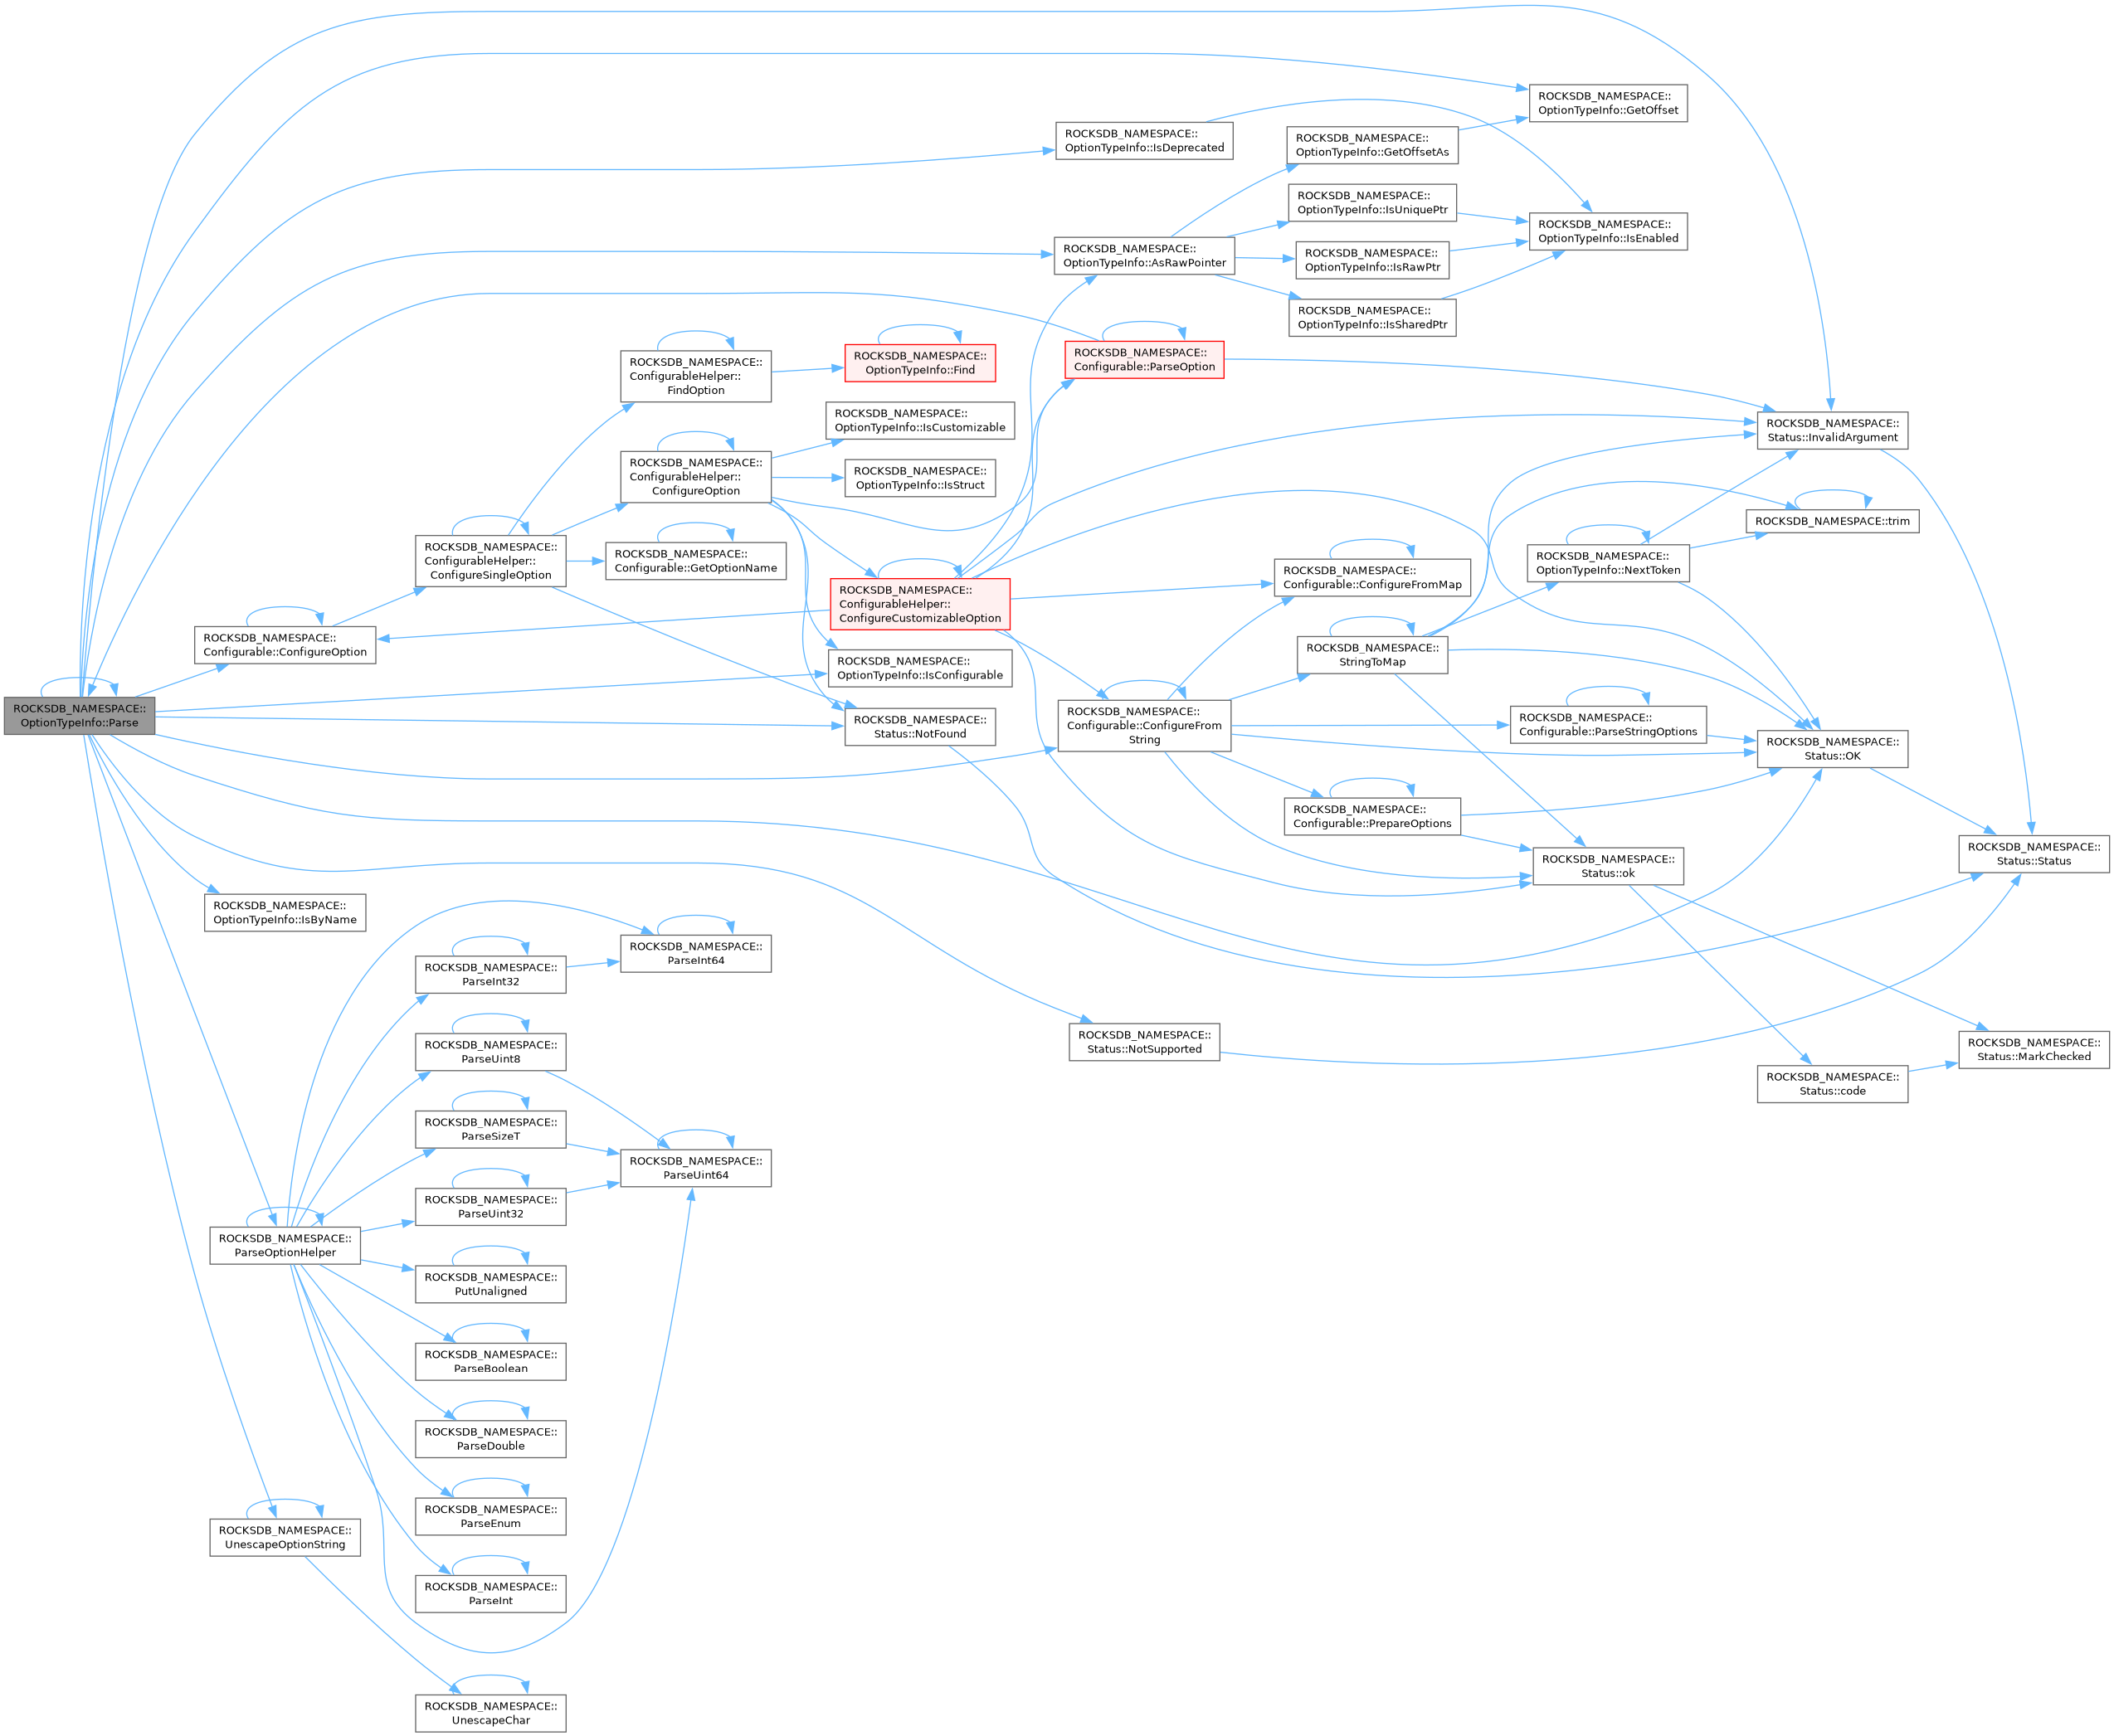 ROCKSDB_NAMESPACE::
OptionTypeInfo::Parse
ROCKSDB_NAMESPACE::
Configurable::ConfigureOption
ROCKSDB_NAMESPACE::
OptionTypeInfo::IsByName
ROCKSDB_NAMESPACE::
ParseOptionHelper
ROCKSDB_NAMESPACE::
UnescapeOptionString
ROCKSDB_NAMESPACE::
ConfigurableHelper::
ConfigureSingleOption
ROCKSDB_NAMESPACE::
ParseInt32
ROCKSDB_NAMESPACE::
ParseUint8
ROCKSDB_NAMESPACE::
ParseSizeT
ROCKSDB_NAMESPACE::
ParseUint32
ROCKSDB_NAMESPACE::
PutUnaligned
ROCKSDB_NAMESPACE::
ParseBoolean
ROCKSDB_NAMESPACE::
ParseDouble
ROCKSDB_NAMESPACE::
ParseEnum
ROCKSDB_NAMESPACE::
ParseInt
ROCKSDB_NAMESPACE::
UnescapeChar
ROCKSDB_NAMESPACE::
ConfigurableHelper::
FindOption
ROCKSDB_NAMESPACE::
ConfigurableHelper::
ConfigureOption
ROCKSDB_NAMESPACE::
Configurable::GetOptionName
ROCKSDB_NAMESPACE::
ParseInt64
ROCKSDB_NAMESPACE::
ParseUint64
ROCKSDB_NAMESPACE::
OptionTypeInfo::Find
ROCKSDB_NAMESPACE::
OptionTypeInfo::IsCustomizable
ROCKSDB_NAMESPACE::
OptionTypeInfo::IsStruct
ROCKSDB_NAMESPACE::
ConfigurableHelper::
ConfigureCustomizableOption
ROCKSDB_NAMESPACE::
OptionTypeInfo::IsConfigurable
ROCKSDB_NAMESPACE::
Status::NotFound
ROCKSDB_NAMESPACE::
OptionTypeInfo::IsDeprecated
ROCKSDB_NAMESPACE::
OptionTypeInfo::AsRawPointer
ROCKSDB_NAMESPACE::
Configurable::ParseOption
ROCKSDB_NAMESPACE::
Configurable::ConfigureFrom
String
ROCKSDB_NAMESPACE::
Status::NotSupported
ROCKSDB_NAMESPACE::
OptionTypeInfo::GetOffsetAs
ROCKSDB_NAMESPACE::
OptionTypeInfo::IsUniquePtr
ROCKSDB_NAMESPACE::
OptionTypeInfo::IsRawPtr
ROCKSDB_NAMESPACE::
OptionTypeInfo::IsSharedPtr
ROCKSDB_NAMESPACE::
Configurable::ConfigureFromMap
ROCKSDB_NAMESPACE::
StringToMap
ROCKSDB_NAMESPACE::
Configurable::PrepareOptions
ROCKSDB_NAMESPACE::
OptionTypeInfo::GetOffset
ROCKSDB_NAMESPACE::
OptionTypeInfo::IsEnabled
ROCKSDB_NAMESPACE::
OptionTypeInfo::NextToken
ROCKSDB_NAMESPACE::
Configurable::ParseStringOptions
ROCKSDB_NAMESPACE::
Status::ok
ROCKSDB_NAMESPACE::
Status::InvalidArgument
ROCKSDB_NAMESPACE::trim
ROCKSDB_NAMESPACE::
Status::OK
ROCKSDB_NAMESPACE::
Status::code
ROCKSDB_NAMESPACE::
Status::Status
ROCKSDB_NAMESPACE::
Status::MarkChecked